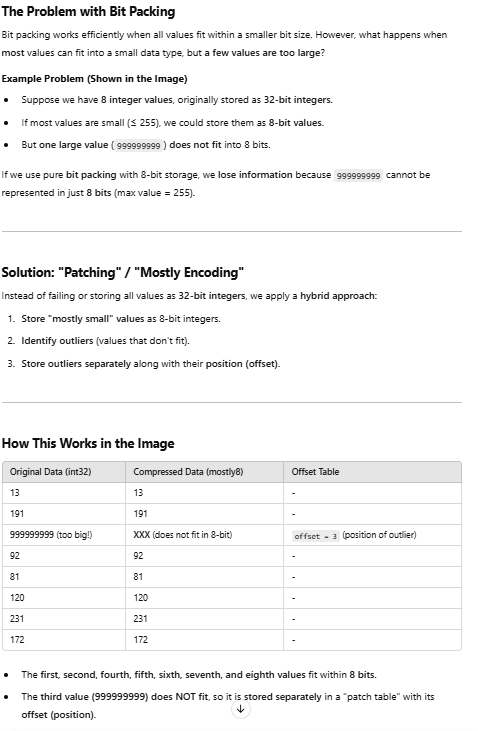 The Problem with Bit Packing
Bit packing works efficiently when all values fit within a smaller bit size. However, what happens when
most values can fit into a small data type, but a few values are too large?
Example Problem (Shown in the Image)
• Suppose we have 8 integer values, originally stored as 32-bit integers.
• If most values are small (≤ 255), we could store them as 8-bit values.
• But one large value ( 999999999 ) does not fit into 8 bits.
If we use pure bit packing with 8-bit storage, we lose information because 999999999 cannot be
represented in just 8 bits (max value = 255).
Solution: "Patching" / "Mostly Encoding"
Instead of failing or storing all values as 32-bit integers, we apply a hybrid approach:
1. Store "mostly small" values as 8-bit integers.
2. Identify outliers (values that don't fit).
3. Store outliers separately along with their position (offset).
How This Works in the Image
Original Data (int32) Compressed Data (mostly8) Offset Table
13 13 -
191 191 -
999999999 (too big!) XXX (does not fit in 8-bit) offset = 3 (position of outlier)
92 92 -
81 81 -
120 120 -
231 231 -
172 172 -
• The first, second, fourth, fifth, sixth, seventh, and eighth values fit within 8 bits.
• The third value (999999999) does NOT fit, so it is stored separately in a "patch table" with its
offset (position).